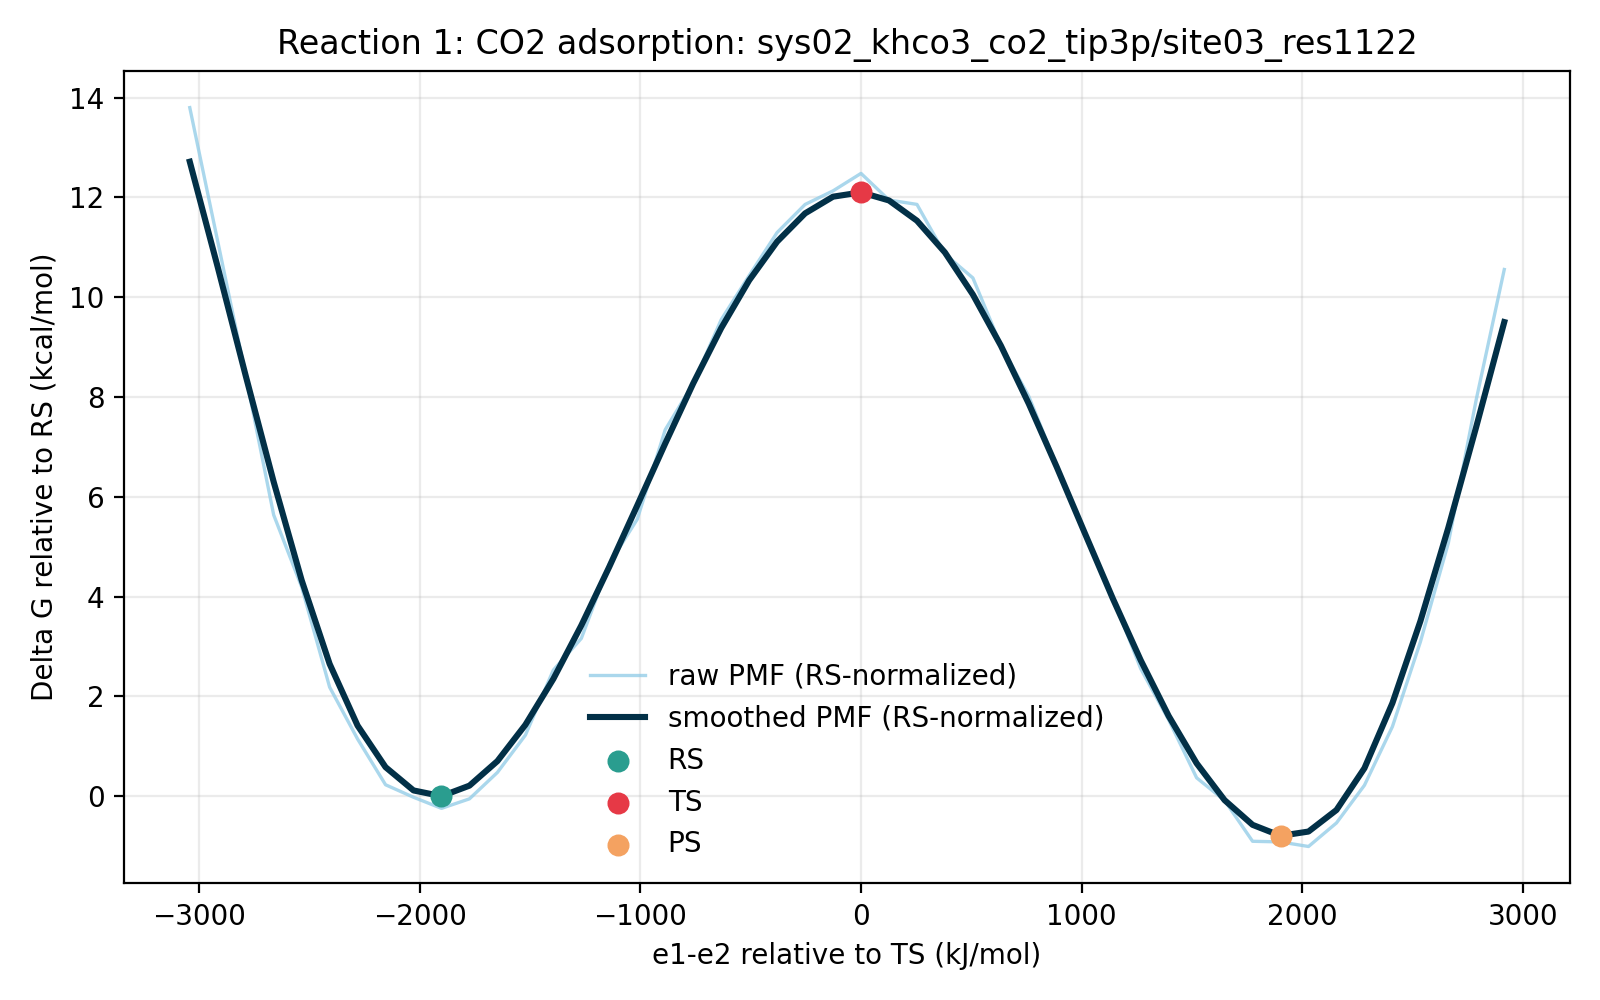 Reaction 1: CO2 adsorption: sys02_khco3_co2_tip3p/site03_res1122
Delta G relative to RS (kcal/mol)
14
12
10
8
6
4
2
0
raw PMF (RS-normalized)
smoothed PMF (RS-normalized)
RS
TS
PS
−3000 −2000 −1000 0 1000 2000 3000
e1-e2 relative to TS (kJ/mol)